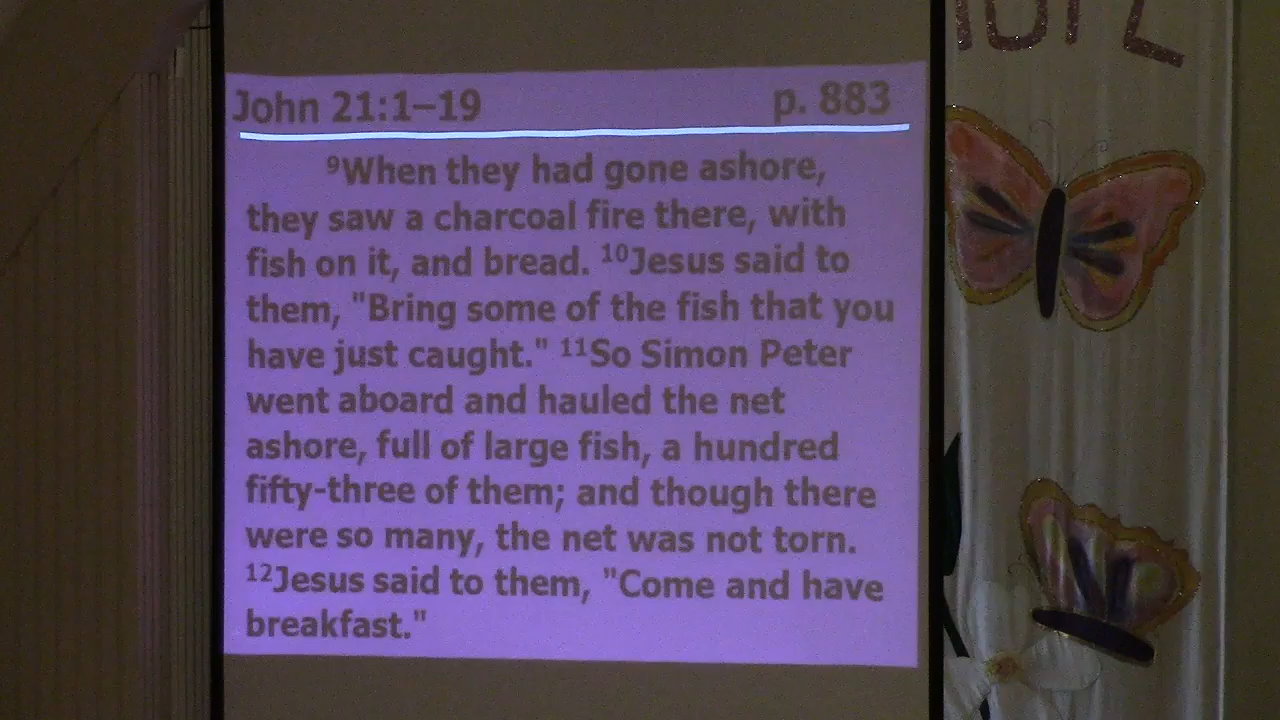 John 21:1–19 p. 883
⁹When they had gone ashore,
they saw a charcoal fire there, with
fish on it, and bread. ¹⁰Jesus said to
them, "Bring some of the fish that you
have just caught." ¹¹So Simon Peter
went aboard and hauled the net
ashore, full of large fish, a hundred
fifty-three of them; and though there
were so many, the net was not torn.
¹²Jesus said to them, "Come and have
breakfast."